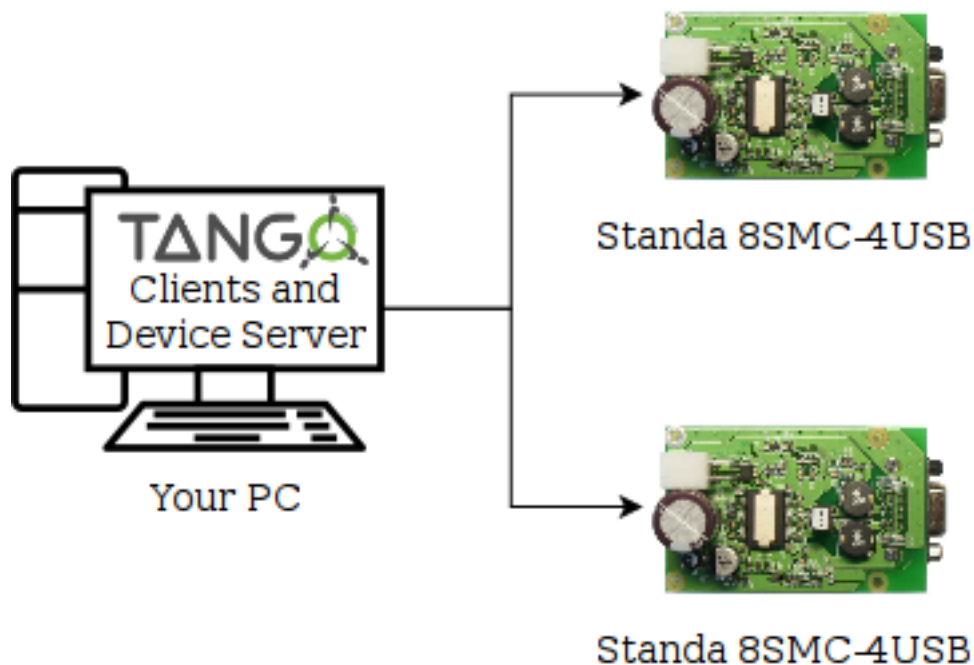 TANGO
Clients and
Device Server
Your PC
Standa 8SMC-4USB
Standa 8SMC-4USB